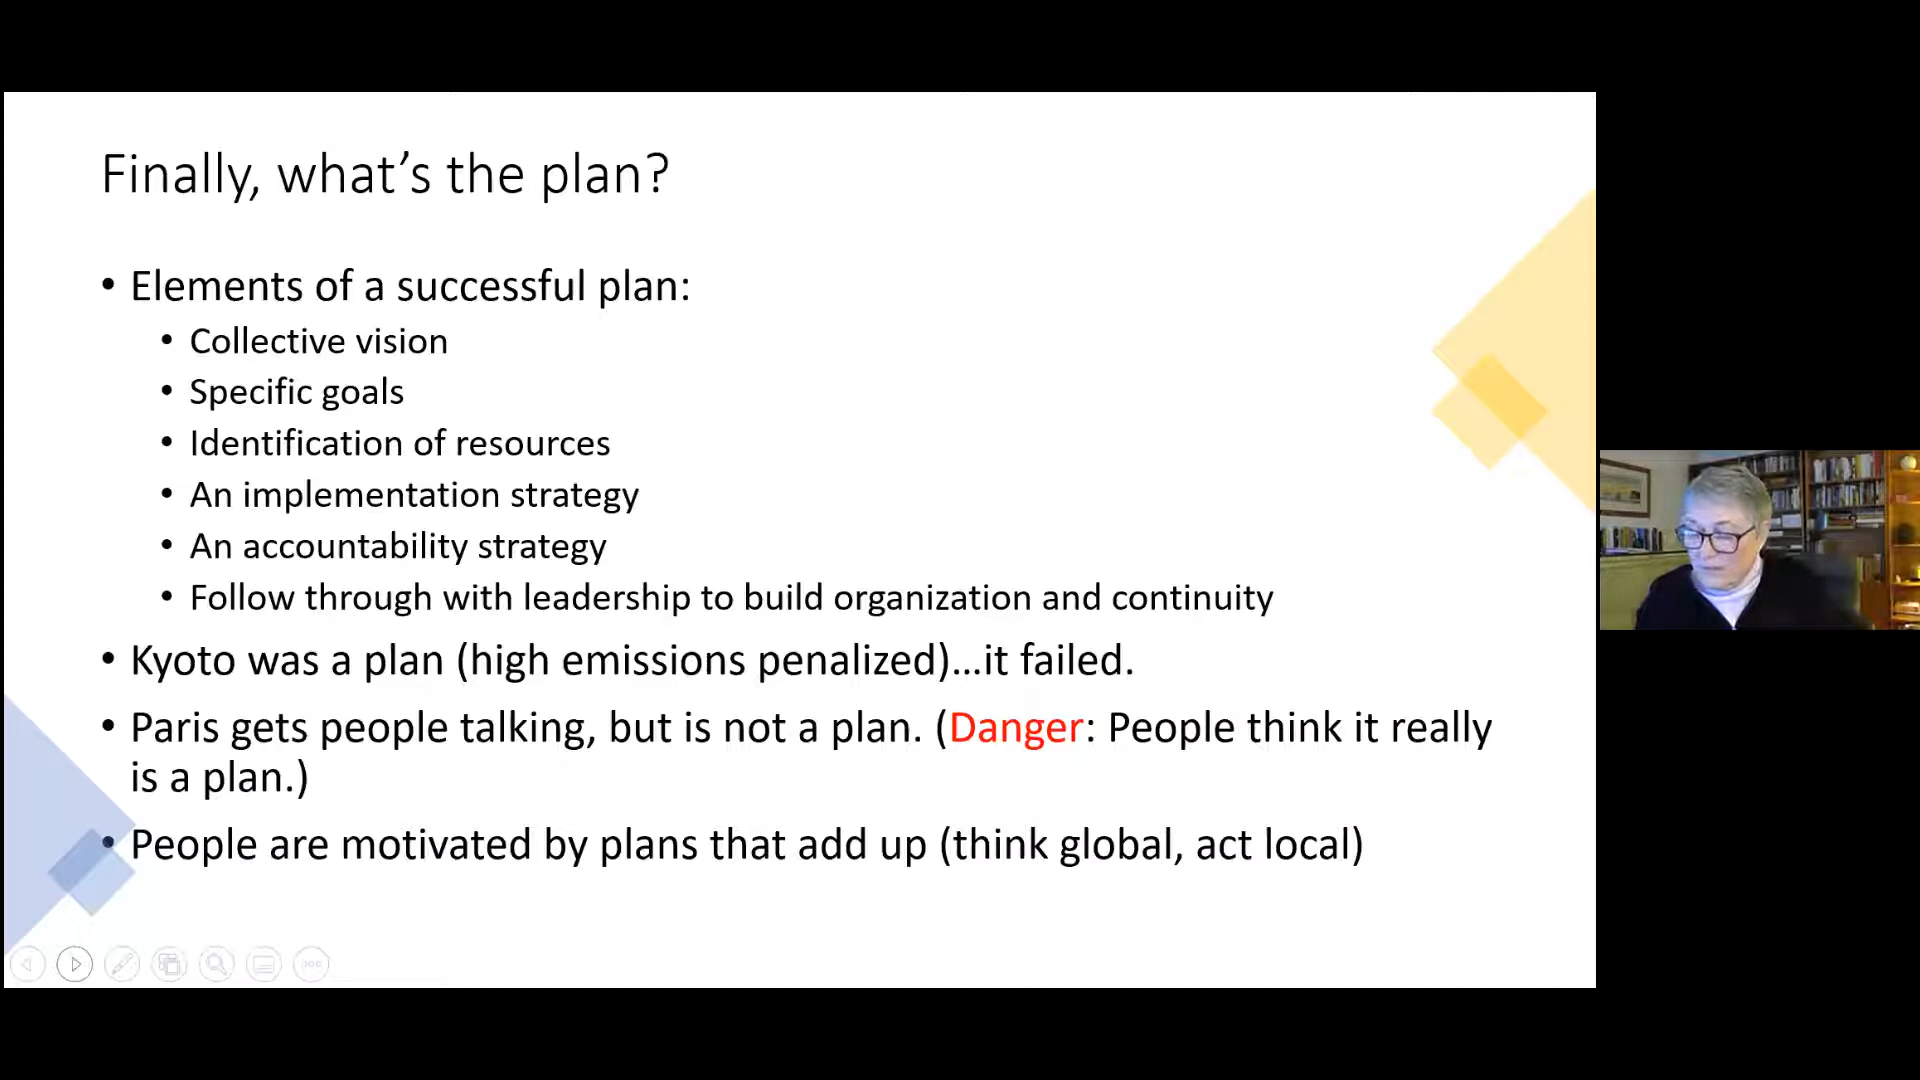 Finally, what’s the plan?
• Elements of a successful plan:
• Collective vision
• Specific goals
• Identification of resources
• An implementation strategy
• An accountability strategy
• Follow through with leadership to build organization and continuity
• Kyoto was a plan (high emissions penalized)…it failed.
• Paris gets people talking, but is not a plan. (Danger: People think it really
is a plan.)
• People are motivated by plans that add up (think global, act local)